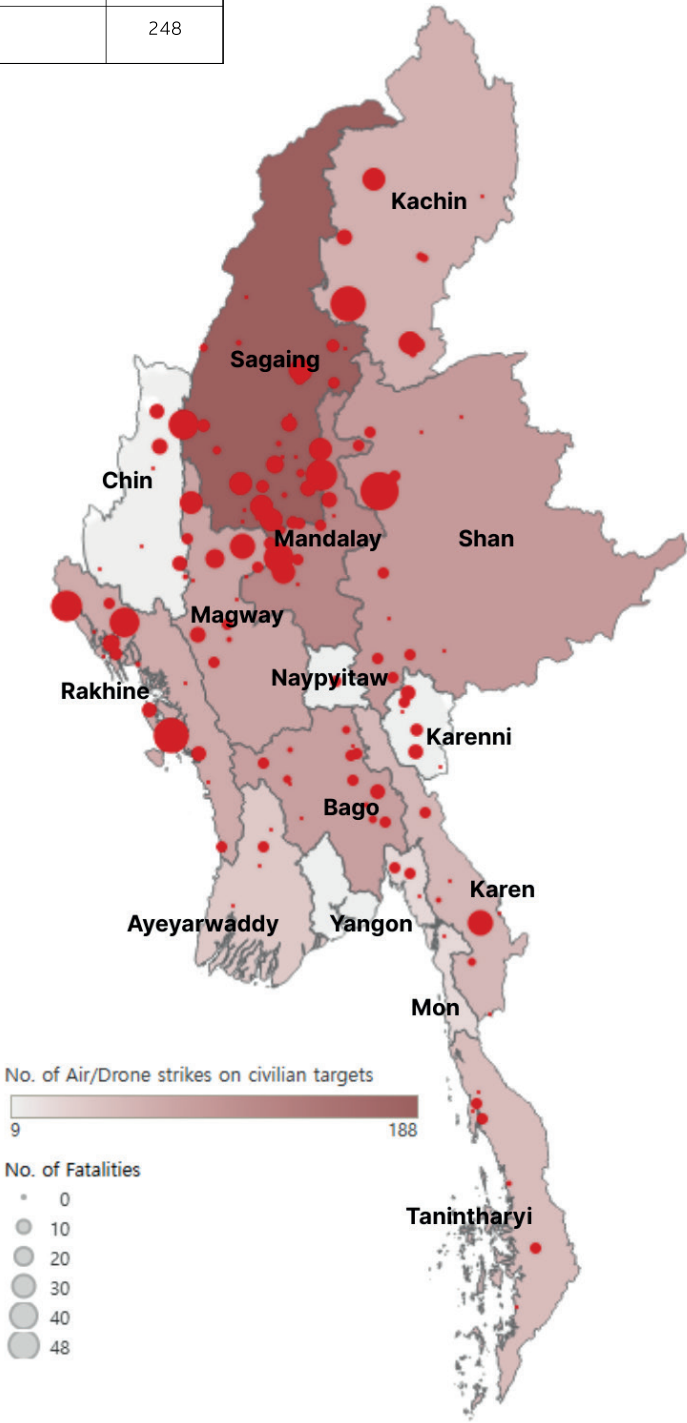 248
Kachin
Sagaing
Chin
Mandalay
Shan
Magway
Naypyitaw
Rakhine
Karenni
Bago
Karen
Ayeyarwaddy
Yangon
Mon
No. of Air/Drone strikes on civilian targets
9
188
No. of Fatalities
0
10
20
30
40
48
Tanintharyi